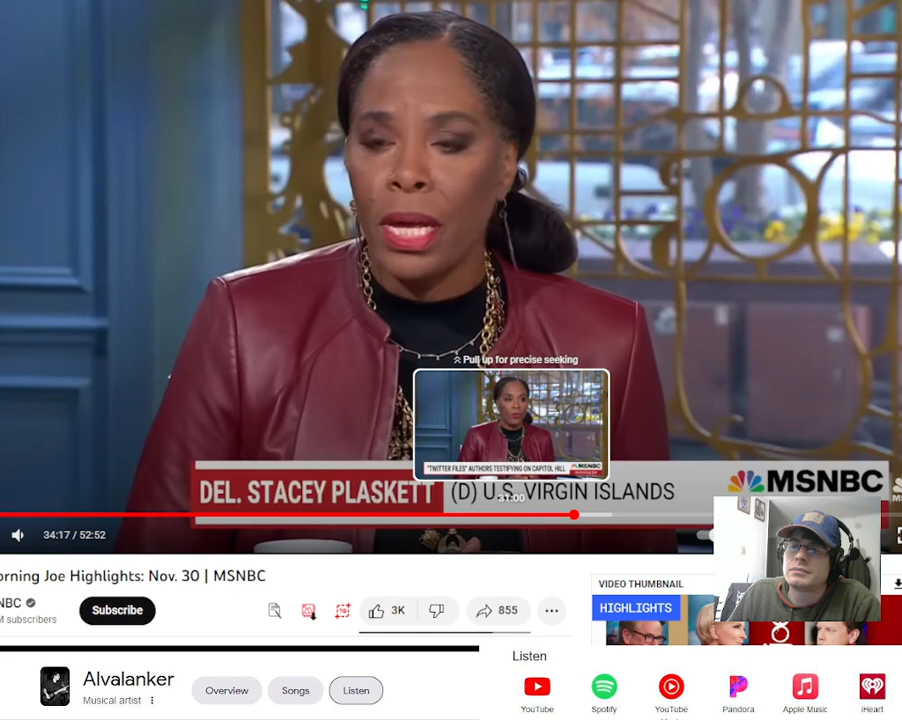 Pull up for precise seeking
"TWITTER FILES" AUTHORS TESTIFYING ON CAPITOL HILL
MSNBC
DEL. STACEY PLASKETT (D) U.S. VIRGIN ISLANDS
31:00
MSNBC
34:17 / 52:52
orning Joe Highlights: Nov. 30 | MSNBC
NBC
M subscribers
Subscribe
3K
855
VIDEO THUMBNAIL
HIGHLIGHTS
Alvalanker
Musical artist
Overview
Songs
Listen
Listen
YouTube
Spotify
YouTube
Pandora
Apple Music
iHeart